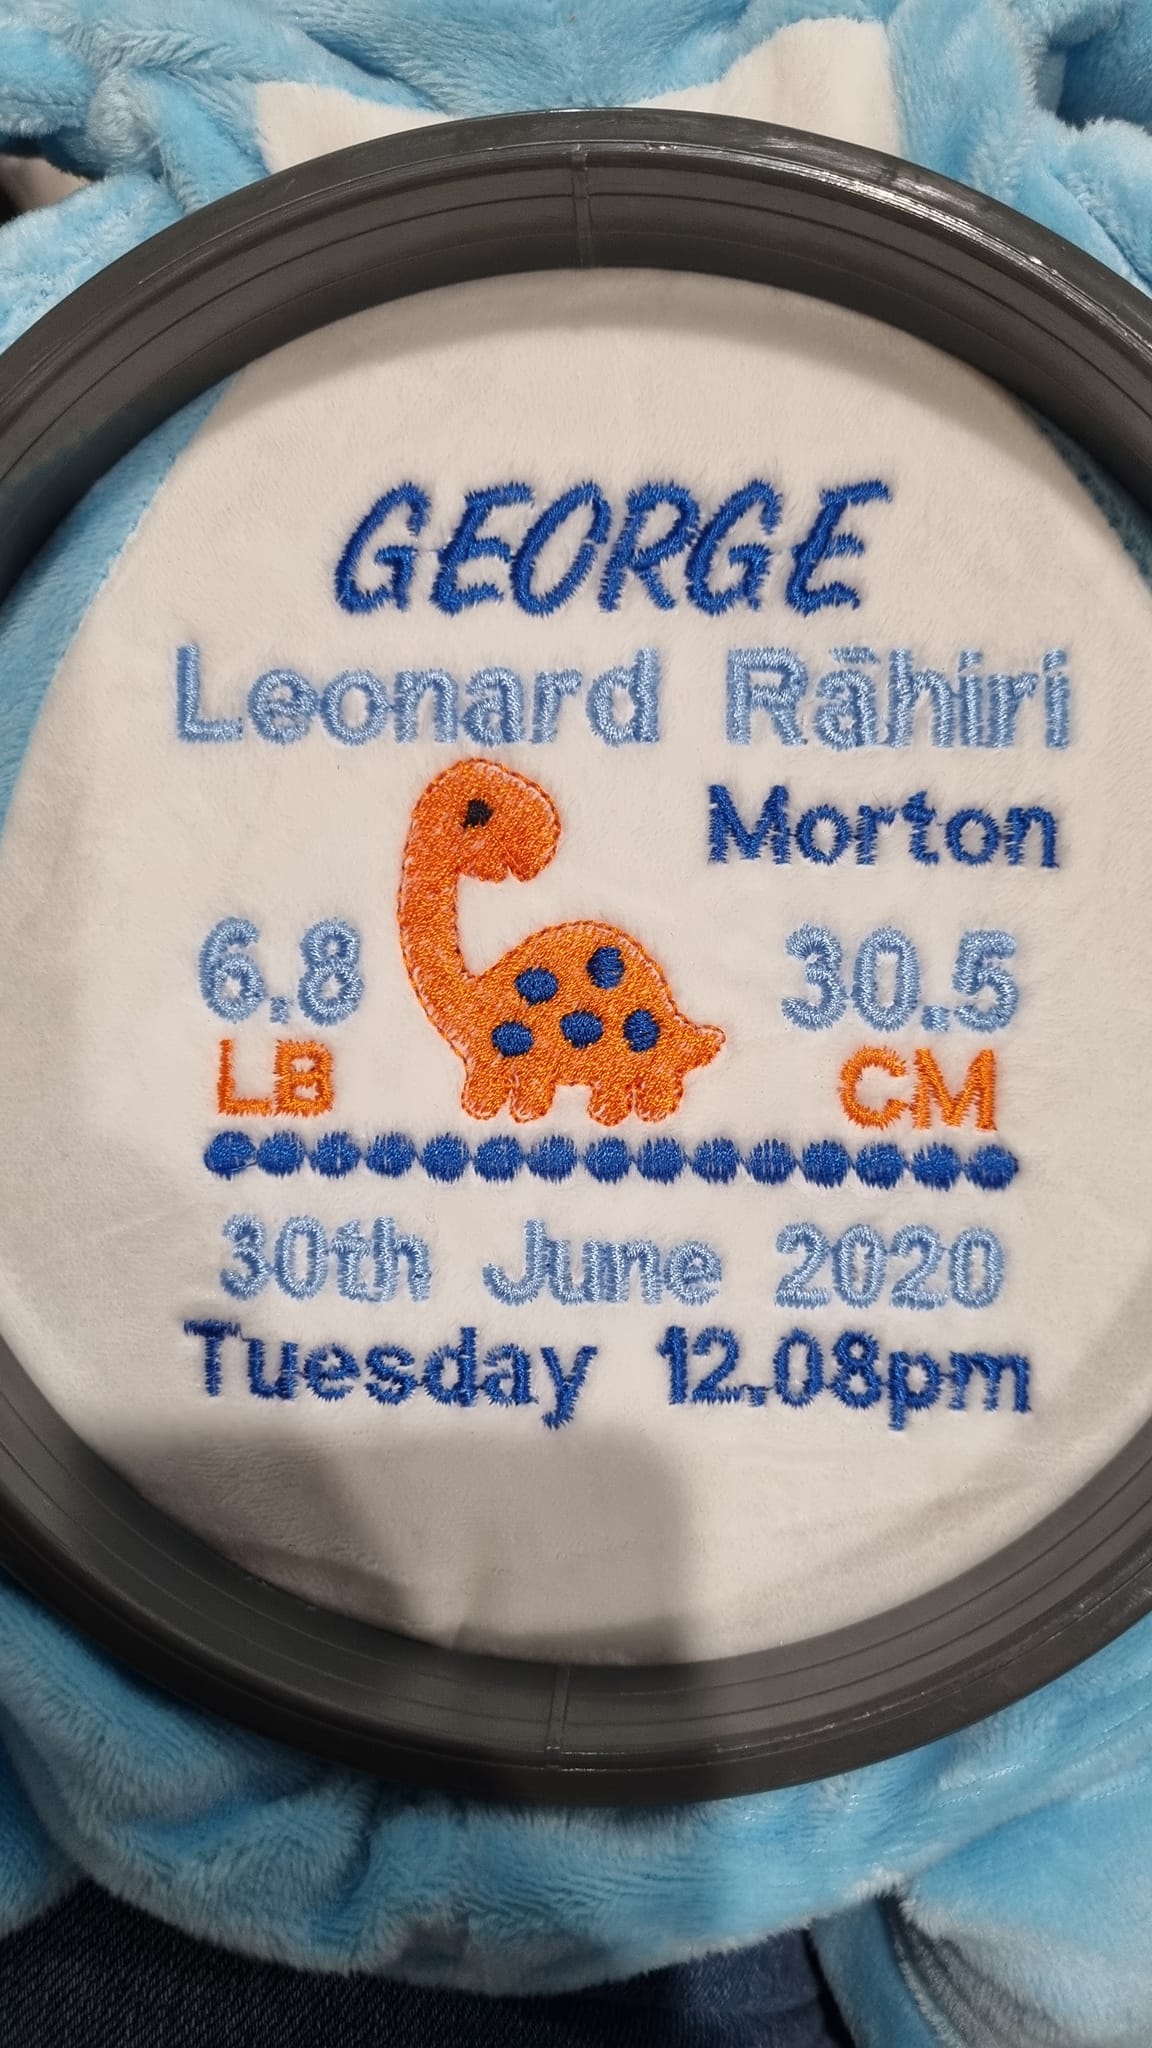 GEORGE
Leonard Rāhiri
Morton
6.8 30.5
LB CM
30th June 2020
Tuesday 12.08pm